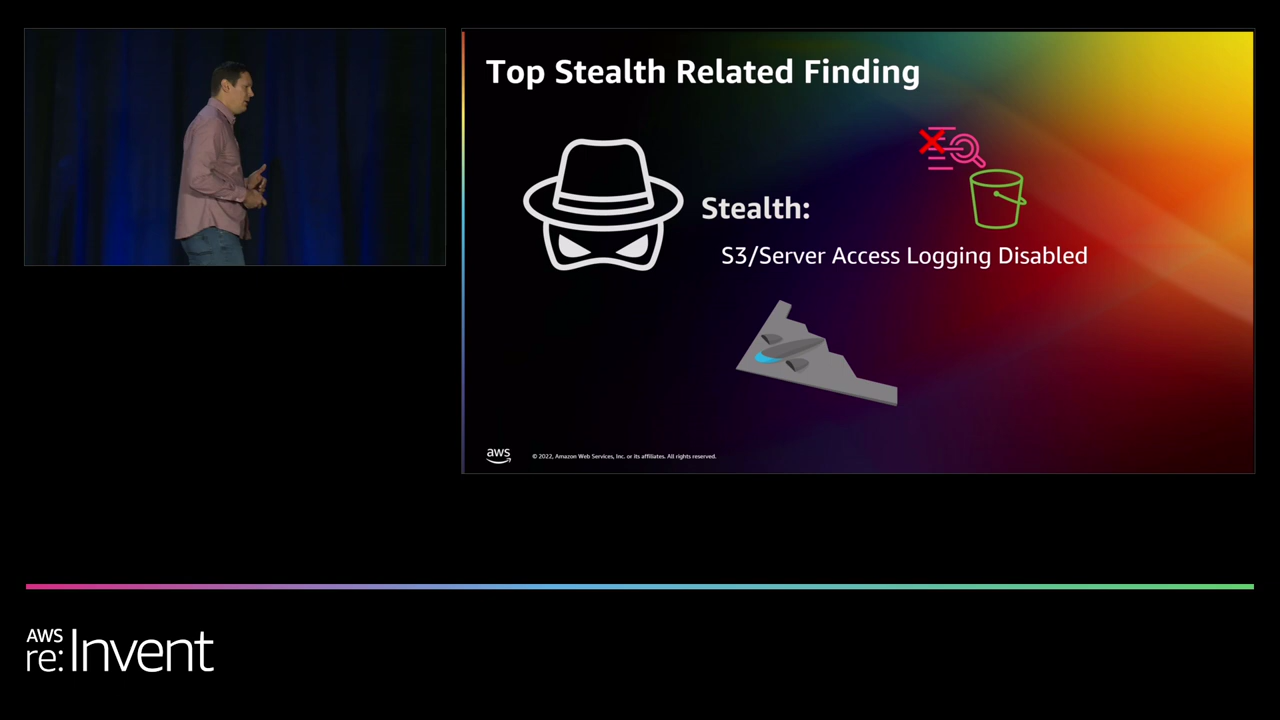 Top Stealth Related Finding
Stealth:
S3/Server Access Logging Disabled
aws
© 2022, Amazon Web Services, Inc. or its affiliates. All rights reserved.
AWS
re:Invent